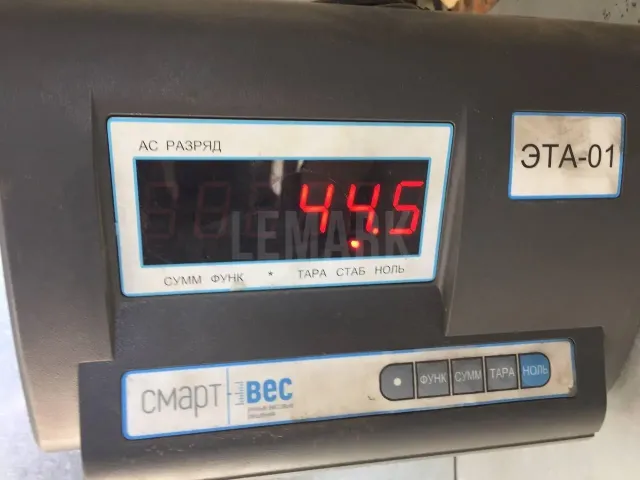 АС РАЗРЯД
ЭТА-01
44.5
LEMARK
СУММ ФУНК * ТАРА СТАБ НОЛЬ
ФУНК СУММ ТАРА НОЛЬ
СМАРТ ВЕС